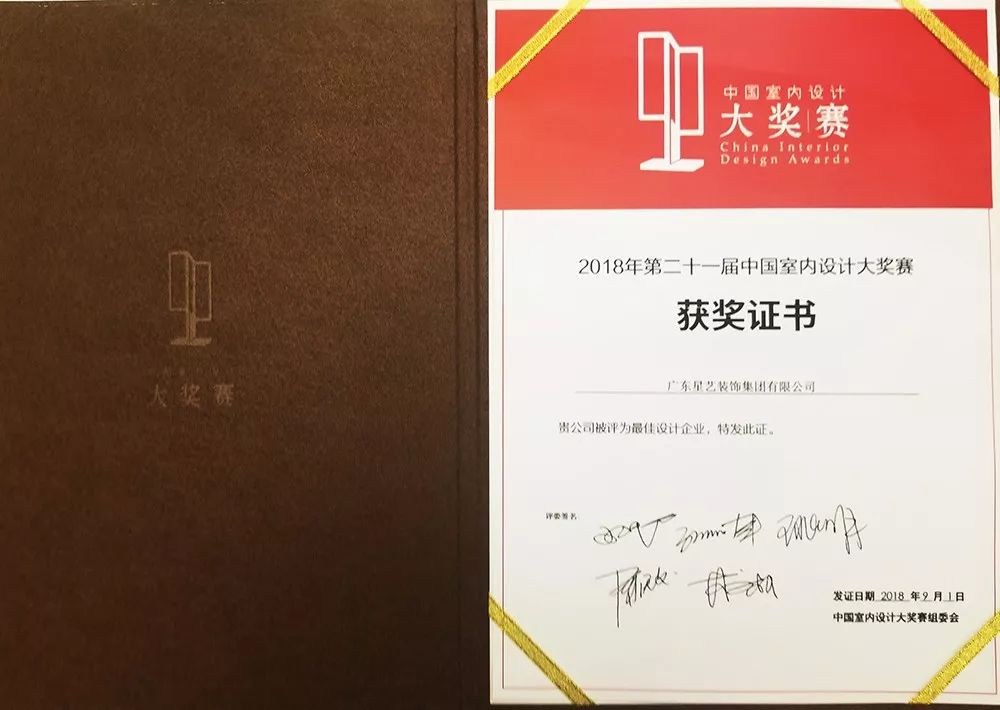 大奖赛
中国室内设计
大奖赛
China Interior
Design Awards
2018年第二十一届中国室内设计大奖赛
获奖证书
广东星艺装饰集团有限公司
贵公司被评为最佳设计企业，特发此证。
评委签名
发证日期 2018 年 9 月 1 日
中国室内设计大奖赛组委会